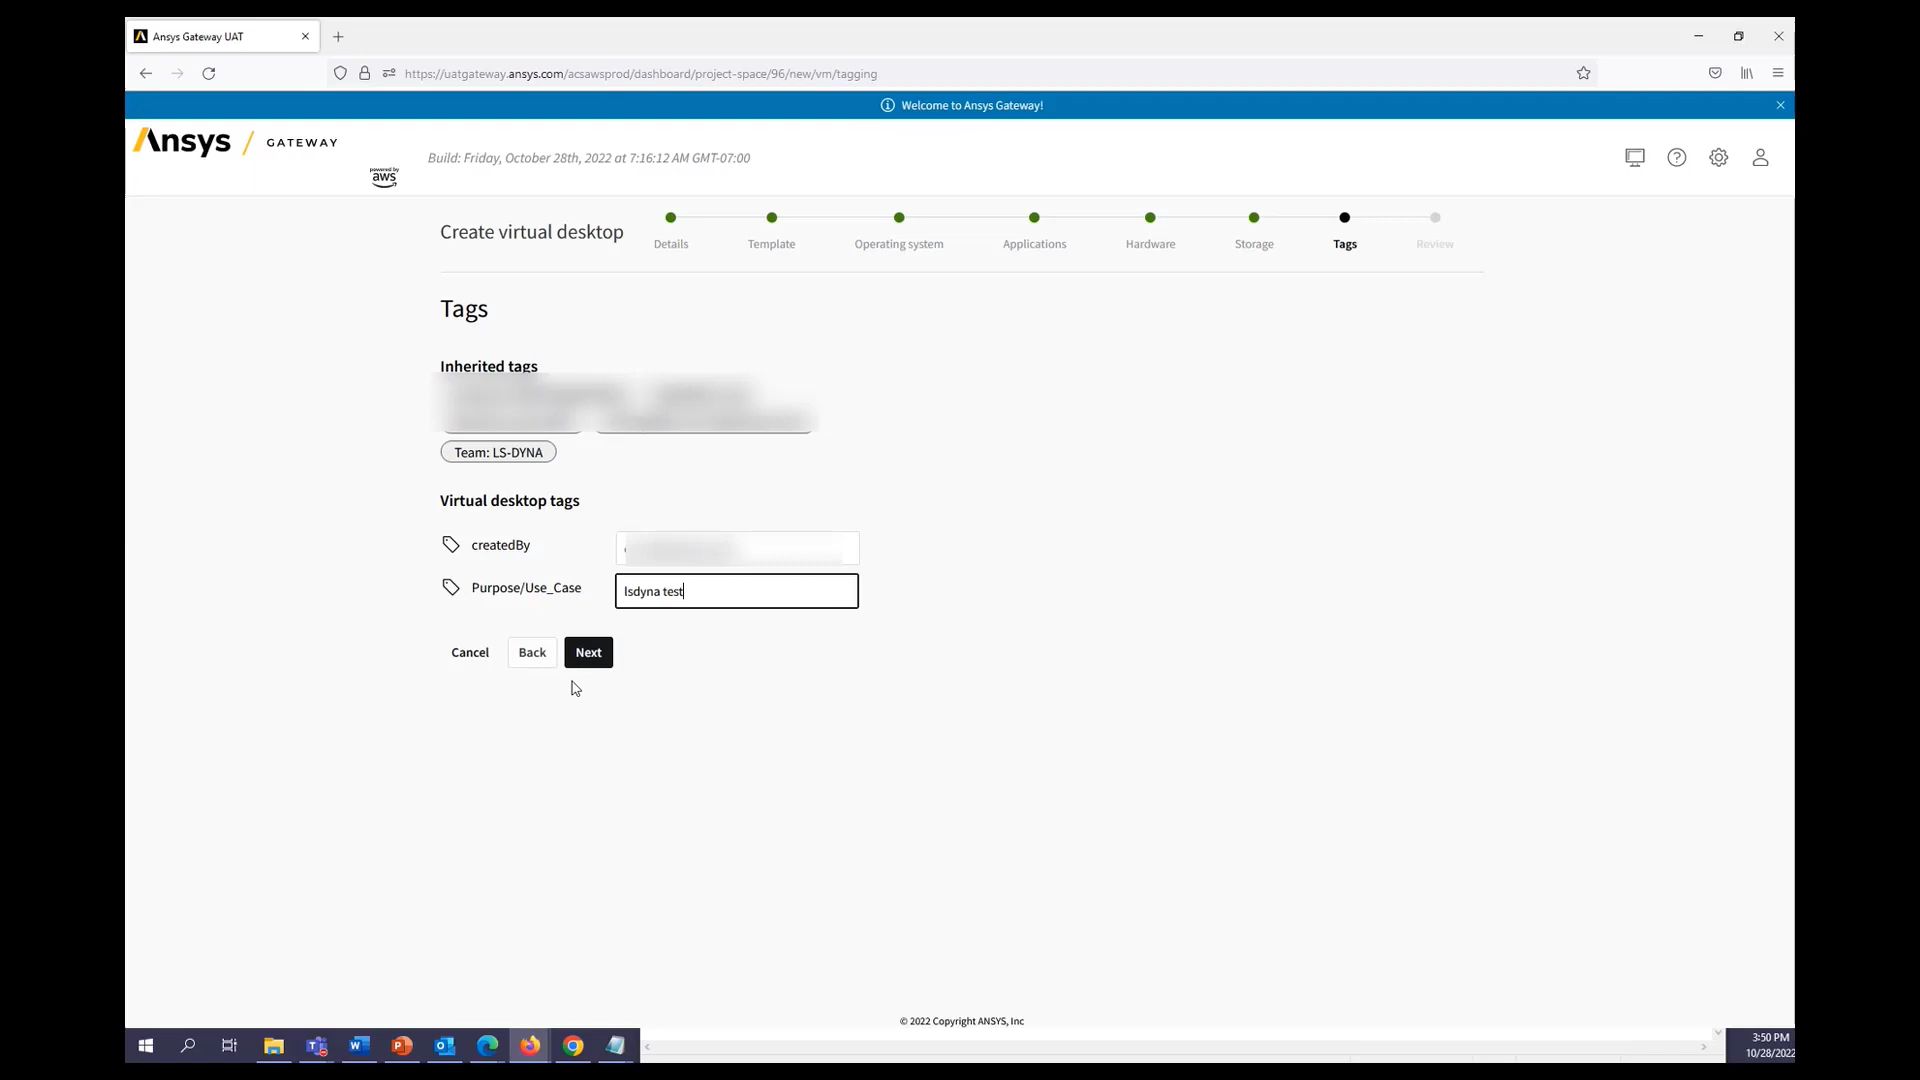 Ansys Gateway UAT
https://uatgateway.ansys.com/acsawsprod/dashboard/project-space/96/new/vm/tagging
Welcome to Ansys Gateway!
Ansys / GATEWAY
powered by
aws
Build: Friday, October 28th, 2022 at 7:16:12 AM GMT-07:00
Create virtual desktop
Details
Template
Operating system
Applications
Hardware
Storage
Tags
Review
Tags
Inherited tags
Team: LS-DYNA
Virtual desktop tags
createdBy
Purpose/Use_Case
lsdyna test
Cancel
Back
Next
© 2022 Copyright ANSYS, Inc
3:50 PM
10/28/2022